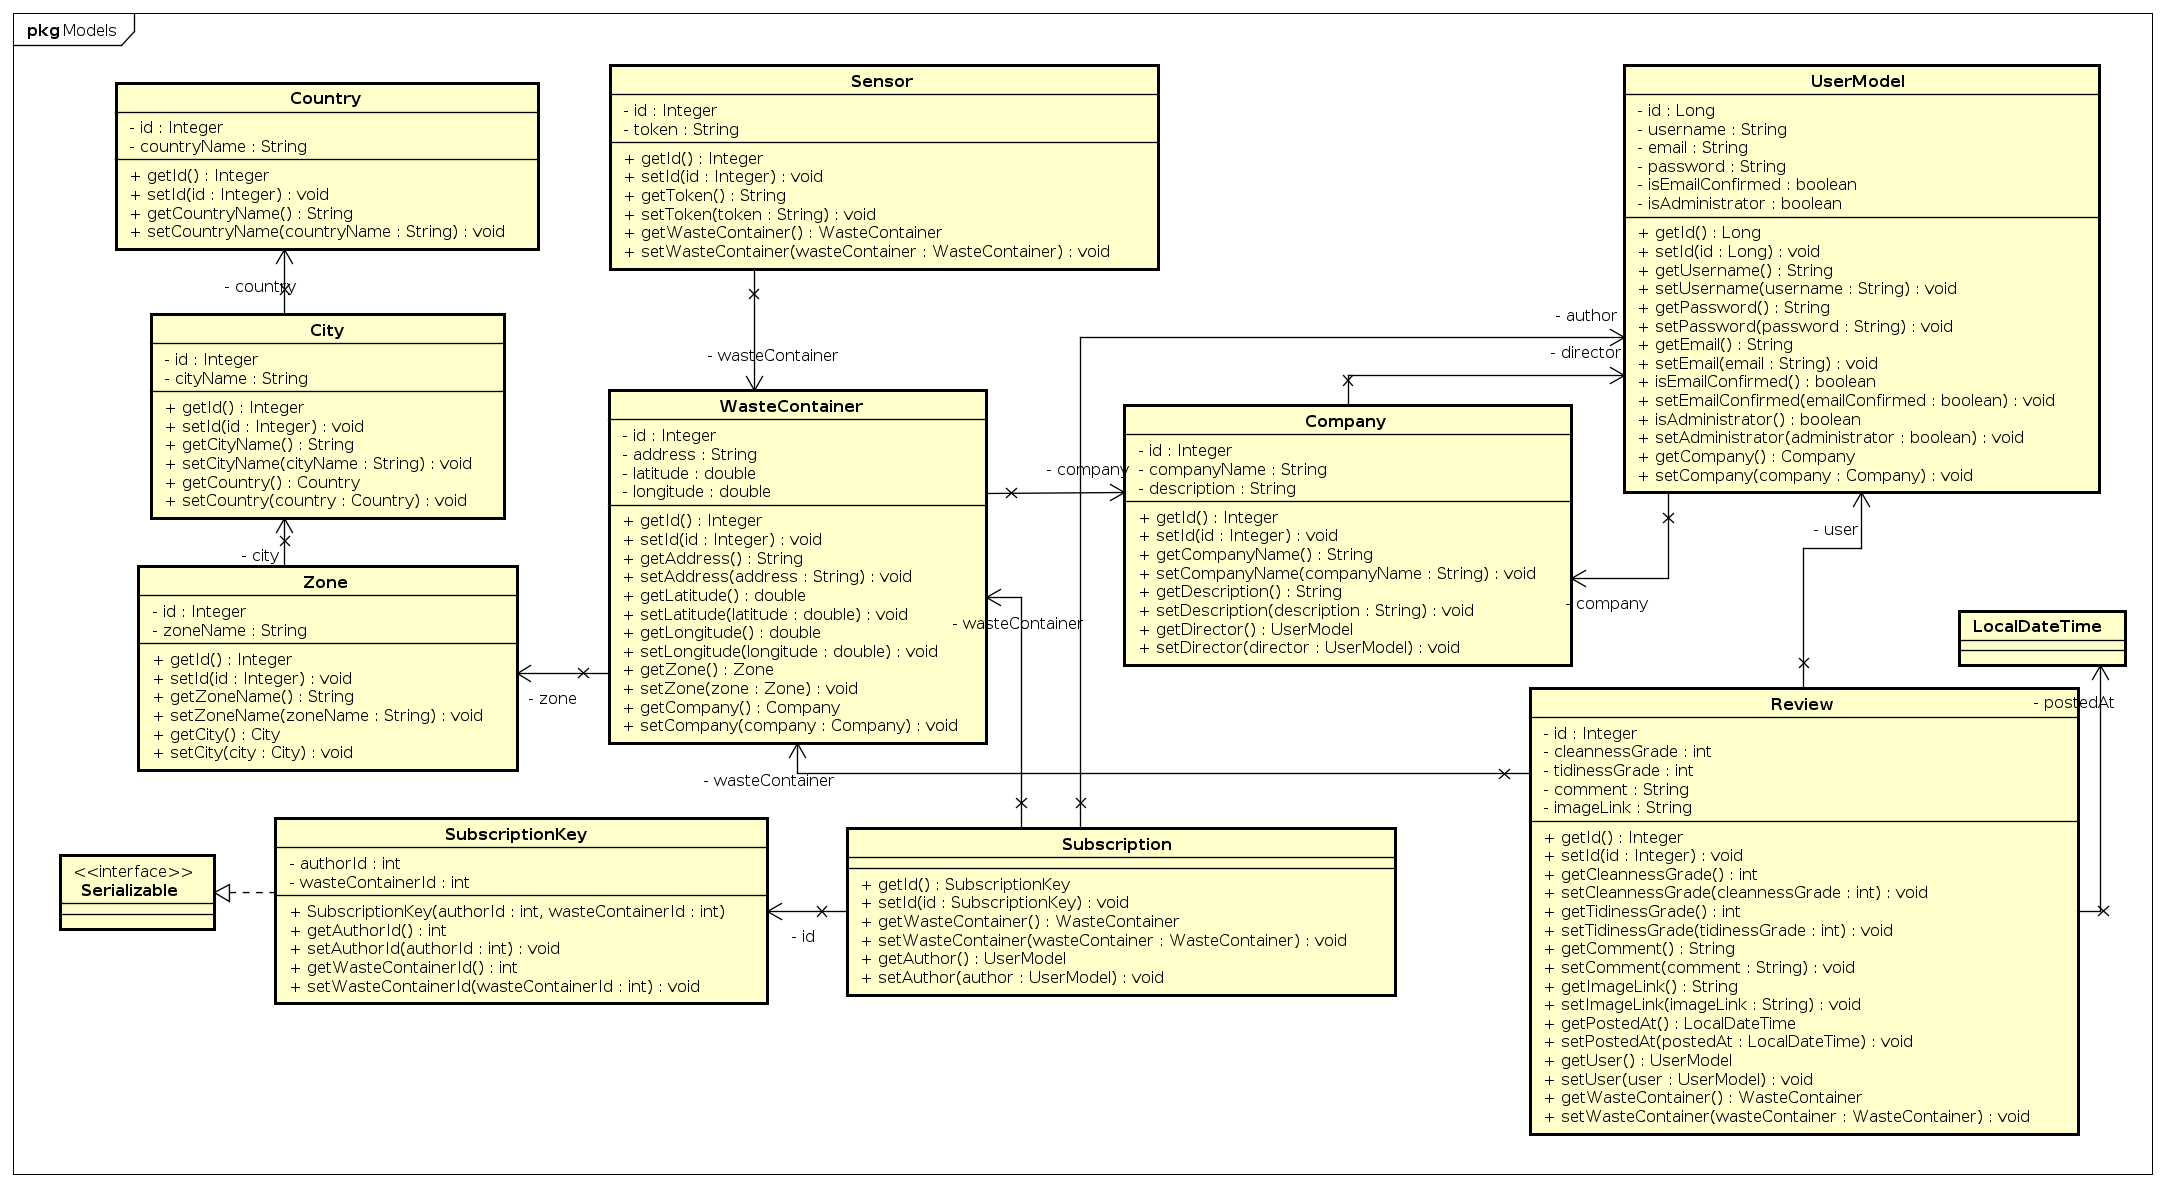 pkg Models
Country
- id : Integer
- countryName : String
+ getId() : Integer
+ setId(id : Integer) : void
+ getCountryName() : String
+ setCountryName(countryName : String) : void
- country
City
- id : Integer
- cityName : String
+ getId() : Integer
+ setId(id : Integer) : void
+ getCityName() : String
+ setCityName(cityName : String) : void
+ getCountry() : Country
+ setCountry(country : Country) : void
- city
Zone
- id : Integer
- zoneName : String
+ getId() : Integer
+ setId(id : Integer) : void
+ getZoneName() : String
+ setZoneName(zoneName : String) : void
+ getCity() : City
+ setCity(city : City) : void
- zone
Sensor
- id : Integer
- token : String
+ getId() : Integer
+ setId(id : Integer) : void
+ getToken() : String
+ setToken(token : String) : void
+ getWasteContainer() : WasteContainer
+ setWasteContainer(wasteContainer : WasteContainer) : void
- wasteContainer
WasteContainer
- id : Integer
- address : String
- latitude : double
- longitude : double
+ getId() : Integer
+ setId(id : Integer) : void
+ getAddress() : String
+ setAddress(address : String) : void
+ getLatitude() : double
+ setLatitude(latitude : double) : void
+ getLongitude() : double
+ setLongitude(longitude : double) : void
+ getZone() : Zone
+ setZone(zone : Zone) : void
+ getCompany() : Company
+ setCompany(company : Company) : void
- company
- wasteContainer
- wasteContainer
Company
- id : Integer
- companyName : String
- description : String
+ getId() : Integer
+ setId(id : Integer) : void
+ getCompanyName() : String
+ setCompanyName(companyName : String) : void
+ getDescription() : String
+ setDescription(description : String) : void
+ getDirector() : UserModel
+ setDirector(director : UserModel) : void
- author
- director
UserModel
- id : Long
- username : String
- email : String
- password : String
- isEmailConfirmed : boolean
- isAdministrator : boolean
+ getId() : Long
+ setId(id : Long) : void
+ getUsername() : String
+ setUsername(username : String) : void
+ getPassword() : String
+ setPassword(password : String) : void
+ getEmail() : String
+ setEmail(email : String) : void
+ isEmailConfirmed() : boolean
+ setEmailConfirmed(emailConfirmed : boolean) : void
+ isAdministrator() : boolean
+ setAdministrator(administrator : boolean) : void
+ getCompany() : Company
+ setCompany(company : Company) : void
- user
- company
LocalDateTime
- postedAt
<<interface>>
Serializable
SubscriptionKey
- authorId : int
- wasteContainerId : int
+ SubscriptionKey(authorId : int, wasteContainerId : int)
+ getAuthorId() : int
+ setAuthorId(authorId : int) : void
+ getWasteContainerId() : int
+ setWasteContainerId(wasteContainerId : int) : void
- id
Subscription
+ getId() : SubscriptionKey
+ setId(id : SubscriptionKey) : void
+ getWasteContainer() : WasteContainer
+ setWasteContainer(wasteContainer : WasteContainer) : void
+ getAuthor() : UserModel
+ setAuthor(author : UserModel) : void
Review
- id : Integer
- cleannessGrade : int
- tidinessGrade : int
- comment : String
- imageLink : String
+ getId() : Integer
+ setId(id : Integer) : void
+ getCleannessGrade() : int
+ setCleannessGrade(cleannessGrade : int) : void
+ getTidinessGrade() : int
+ setTidinessGrade(tidinessGrade : int) : void
+ getComment() : String
+ setComment(comment : String) : void
+ getImageLink() : String
+ setImageLink(imageLink : String) : void
+ getPostedAt() : LocalDateTime
+ setPostedAt(postedAt : LocalDateTime) : void
+ getUser() : UserModel
+ setUser(user : UserModel) : void
+ getWasteContainer() : WasteContainer
+ setWasteContainer(wasteContainer : WasteContainer) : void